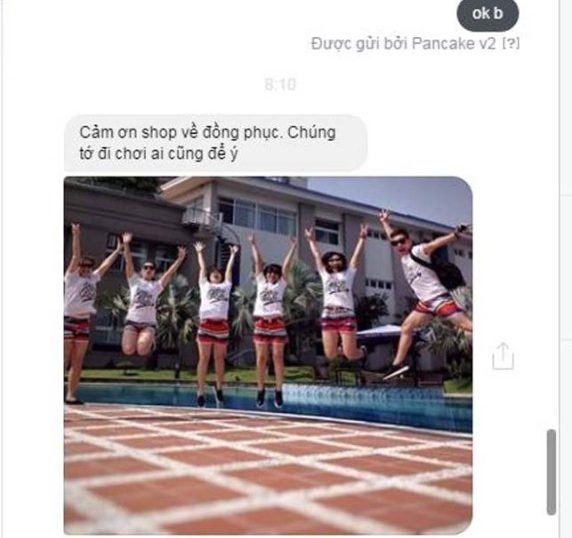 ok b
Được gửi bởi Pancake v2 [?]
8:10
Cảm ơn shop về đồng phục. Chúng
tớ đi chơi ai cũng để ý